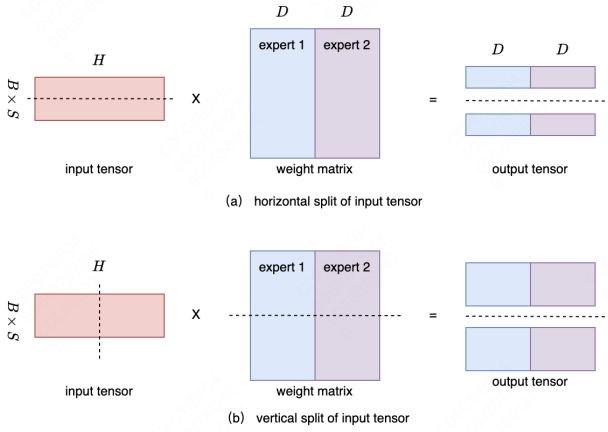 D D
H
expert 1 expert 2
D D
B × S
X
=
input tensor
weight matrix
output tensor
(a) horizontal split of input tensor
H
expert 1 expert 2
B × S
X
=
input tensor
weight matrix
output tensor
(b) vertical split of input tensor